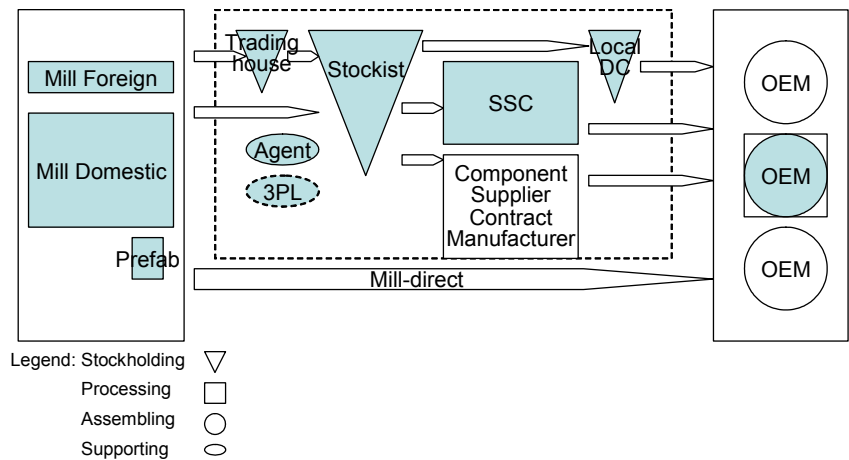 Mill Foreign
Mill Domestic
Prefab
Trading
house
Stockist
Agent
3PL
Local
DC
SSC
Component
Supplier
Contract
Manufacturer
Mill-direct
OEM
OEM
OEM
Legend: Stockholding
Processing
Assembling
Supporting